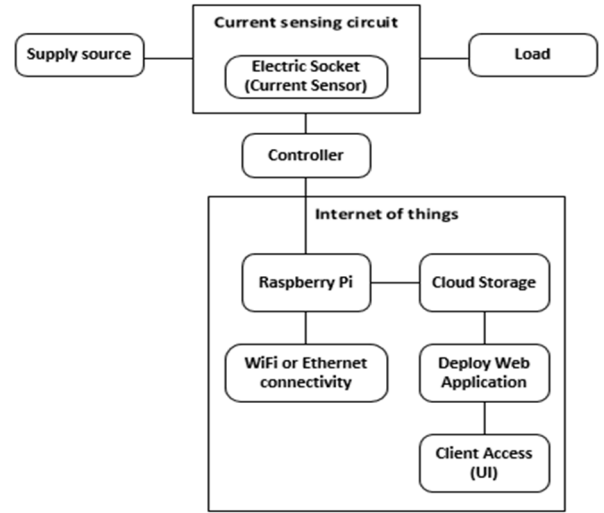 Current sensing circuit
Supply source
Electric Socket
(Current Sensor)
Load
Controller
Internet of things
Raspberry Pi
Cloud Storage
WiFi or Ethernet
connectivity
Deploy Web
Application
Client Access
(UI)